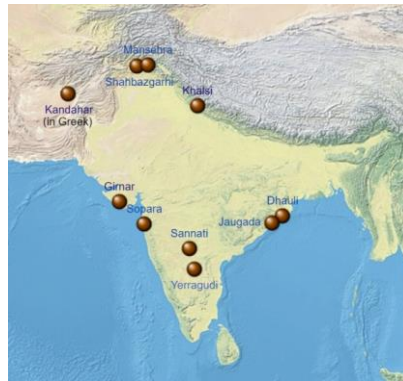 Mansehra
Shahbazgarhi
Khalsi
Kandahar
(in Greek)
Girnar
Sopara
Dhauli
Jaugada
Sannati
Yerragudi